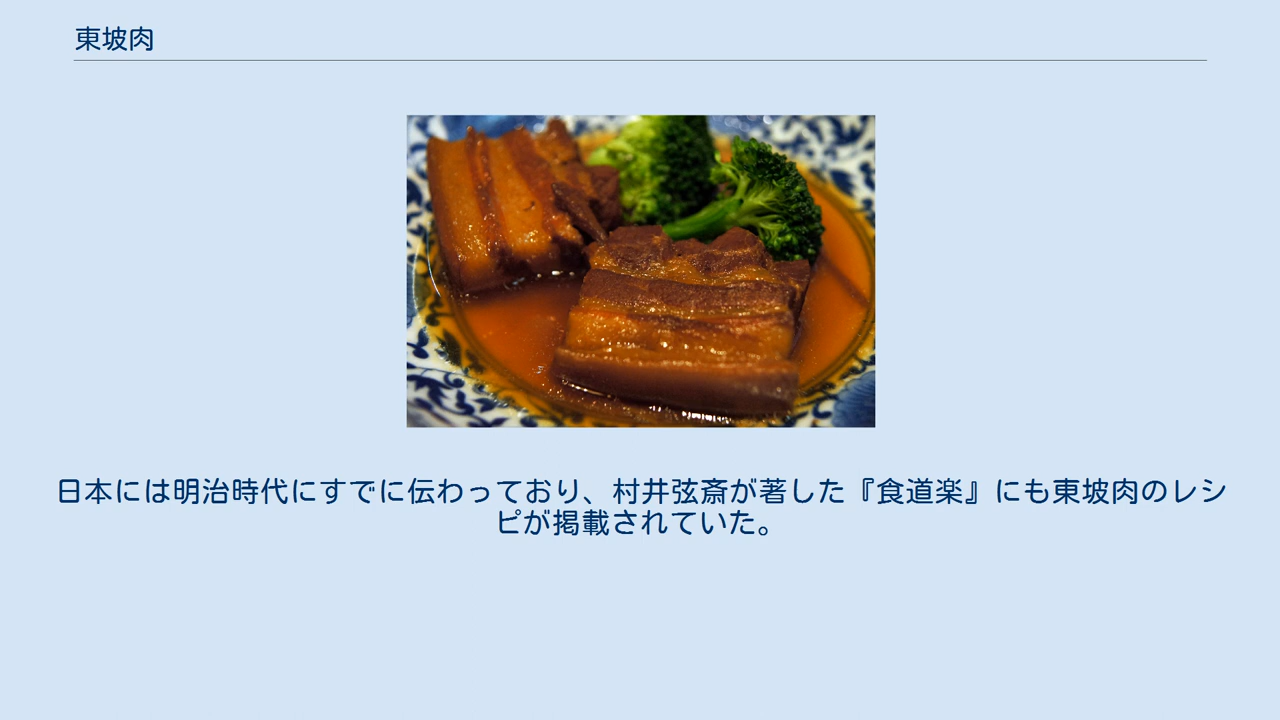 東坡肉
日本には明治時代にすでに伝わっており、村井弦斎が著した『食道楽』にも東坡肉のレシ
ピが掲載されていた。